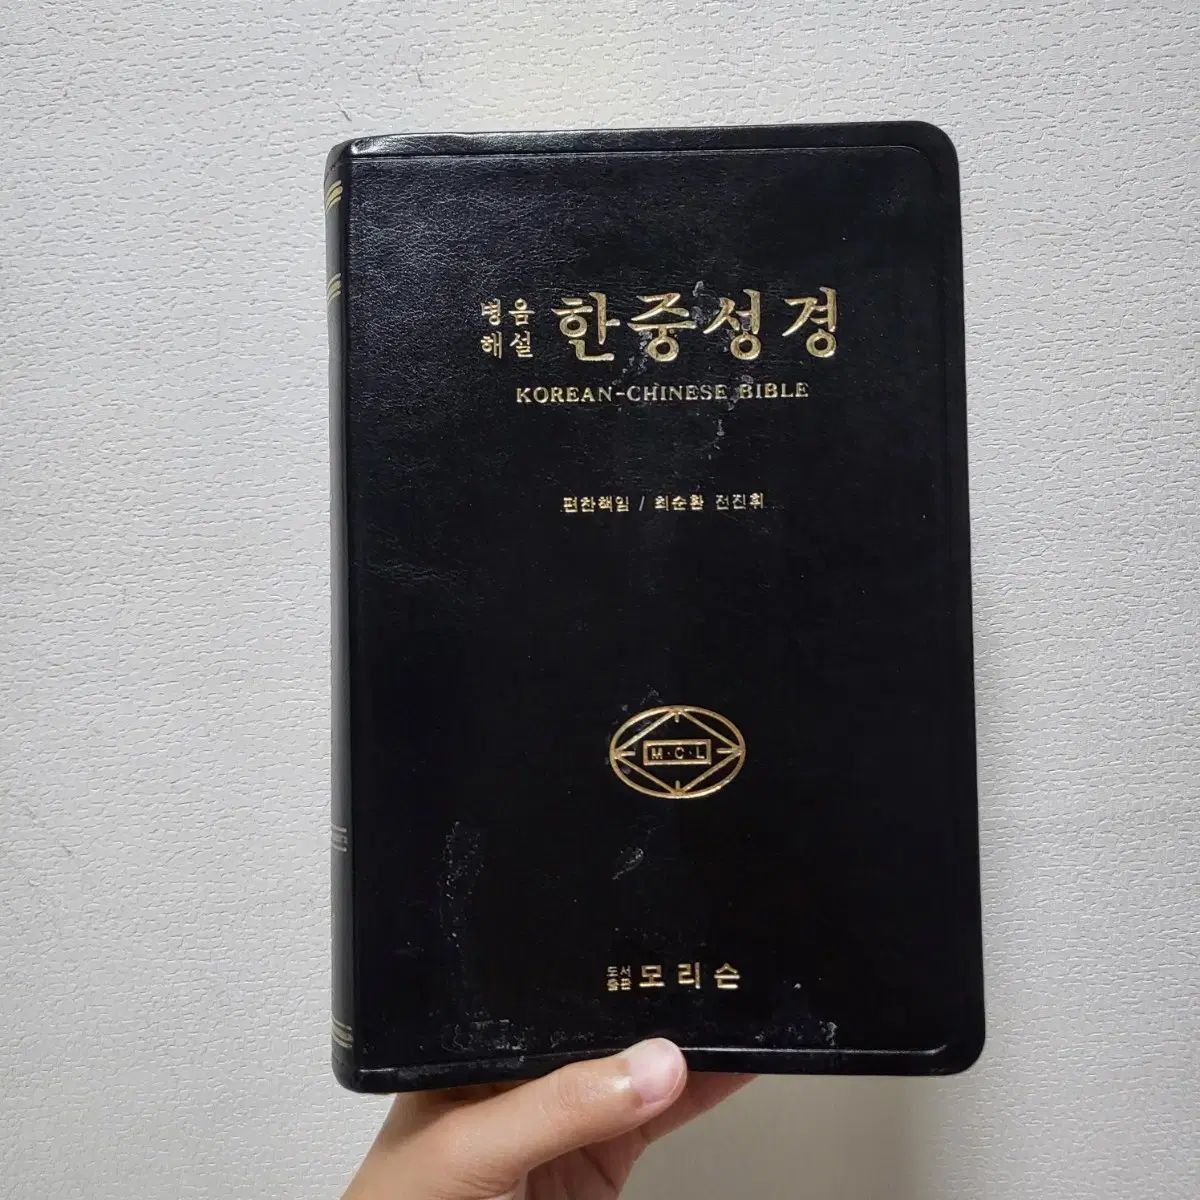 병음 해설 한중성경
KOREAN-CHINESE BIBLE
편찬책임 / 최순환 전진휘
M·C·L
도서 출판 모리슨